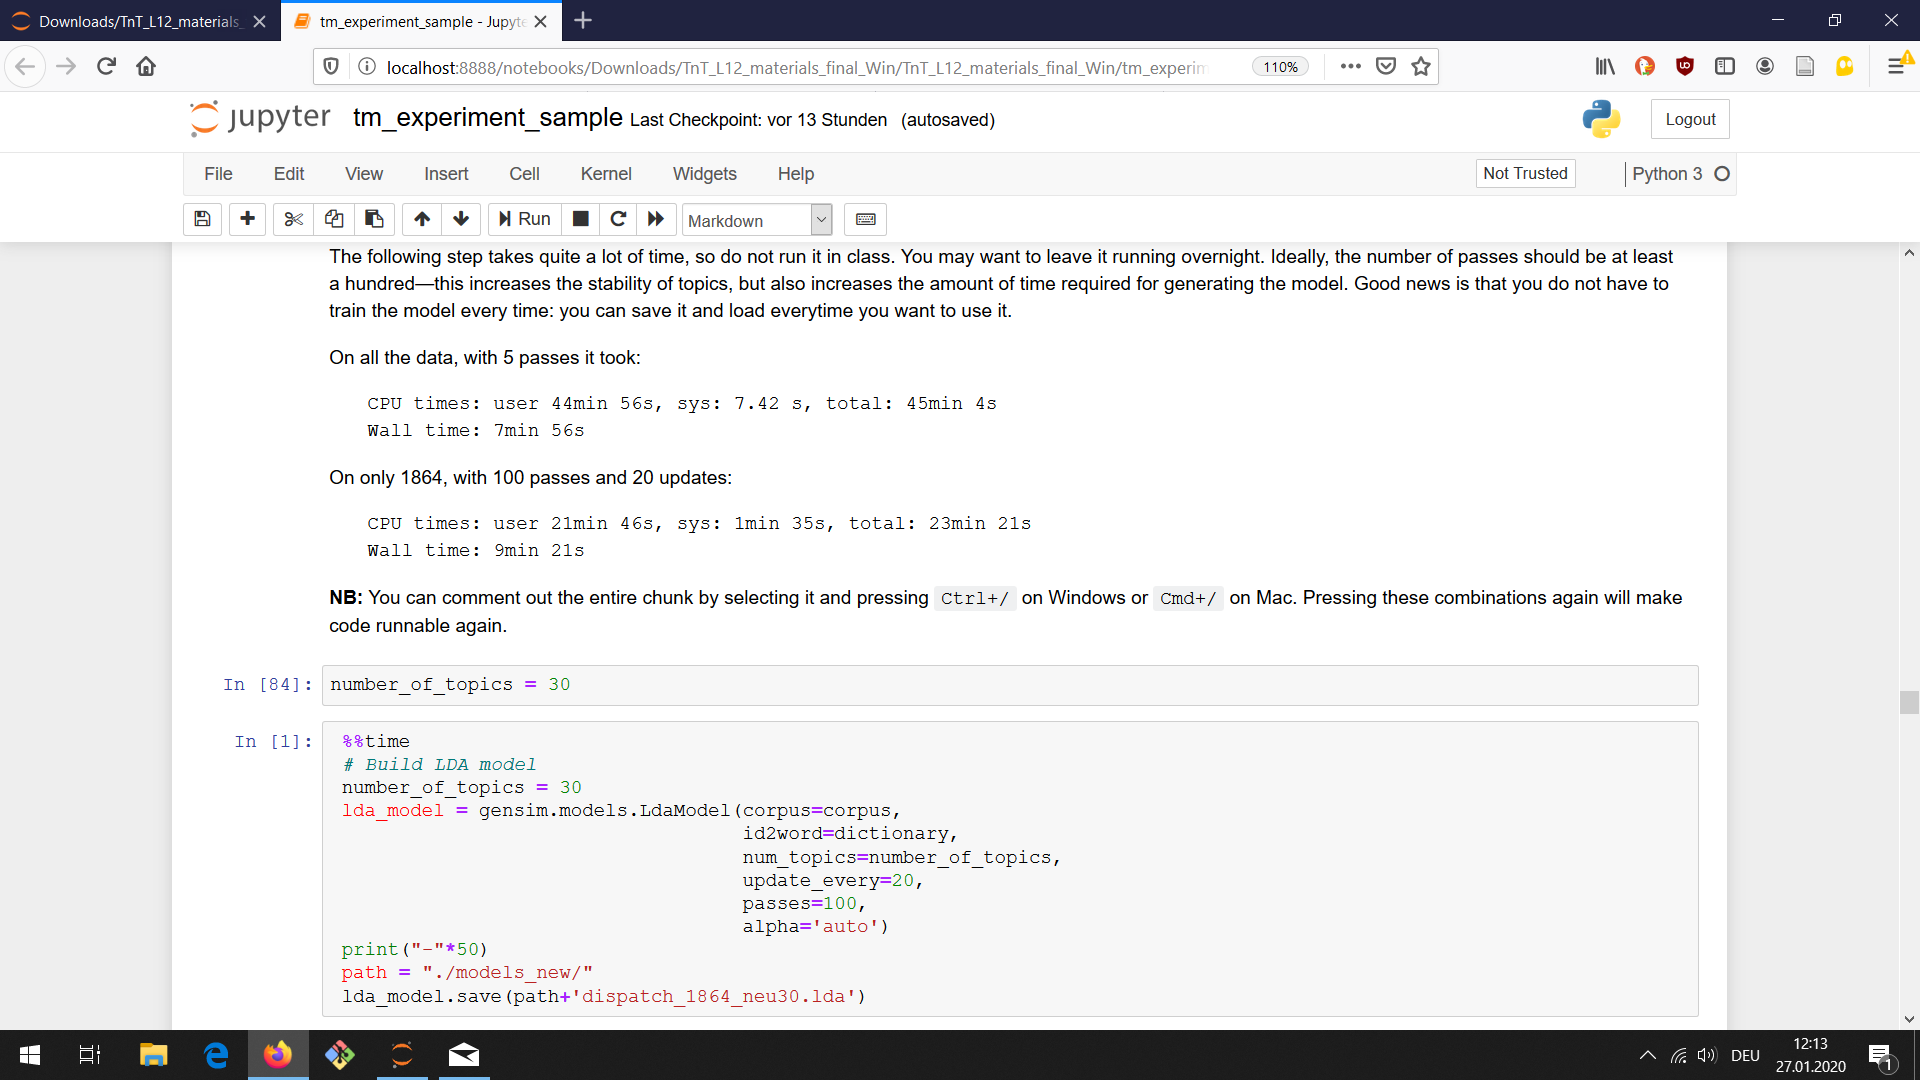 Downloads/TnT_L12_materials_
tm_experiment_sample - Jupyte
localhost:8888/notebooks/Downloads/TnT_L12_materials_final_Win/TnT_L12_materials_final_Win/tm_experim
110%
jupyter tm_experiment_sample Last Checkpoint: vor 13 Stunden (autosaved)
Logout
File Edit View Insert Cell Kernel Widgets Help
Not Trusted
Python 3
Run
Markdown
The following step takes quite a lot of time, so do not run it in class. You may want to leave it running overnight. Ideally, the number of passes should be at least
a hundred—this increases the stability of topics, but also increases the amount of time required for generating the model. Good news is that you do not have to
train the model every time: you can save it and load everytime you want to use it.
On all the data, with 5 passes it took:
CPU times: user 44min 56s, sys: 7.42 s, total: 45min 4s
Wall time: 7min 56s
On only 1864, with 100 passes and 20 updates:
CPU times: user 21min 46s, sys: 1min 35s, total: 23min 21s
Wall time: 9min 21s
NB: You can comment out the entire chunk by selecting it and pressing Ctrl+/ on Windows or Cmd+/ on Mac. Pressing these combinations again will make
code runnable again.
In [84]: number_of_topics = 30
In [1]: %%time
# Build LDA model
number_of_topics = 30
lda_model = gensim.models.LdaModel(corpus=corpus,
id2word=dictionary,
num_topics=number_of_topics,
update_every=20,
passes=100,
alpha='auto')
print("-"*50)
path = "./models_new/"
lda_model.save(path+'dispatch_1864_neu30.lda')
DEU
12:13
27.01.2020
1